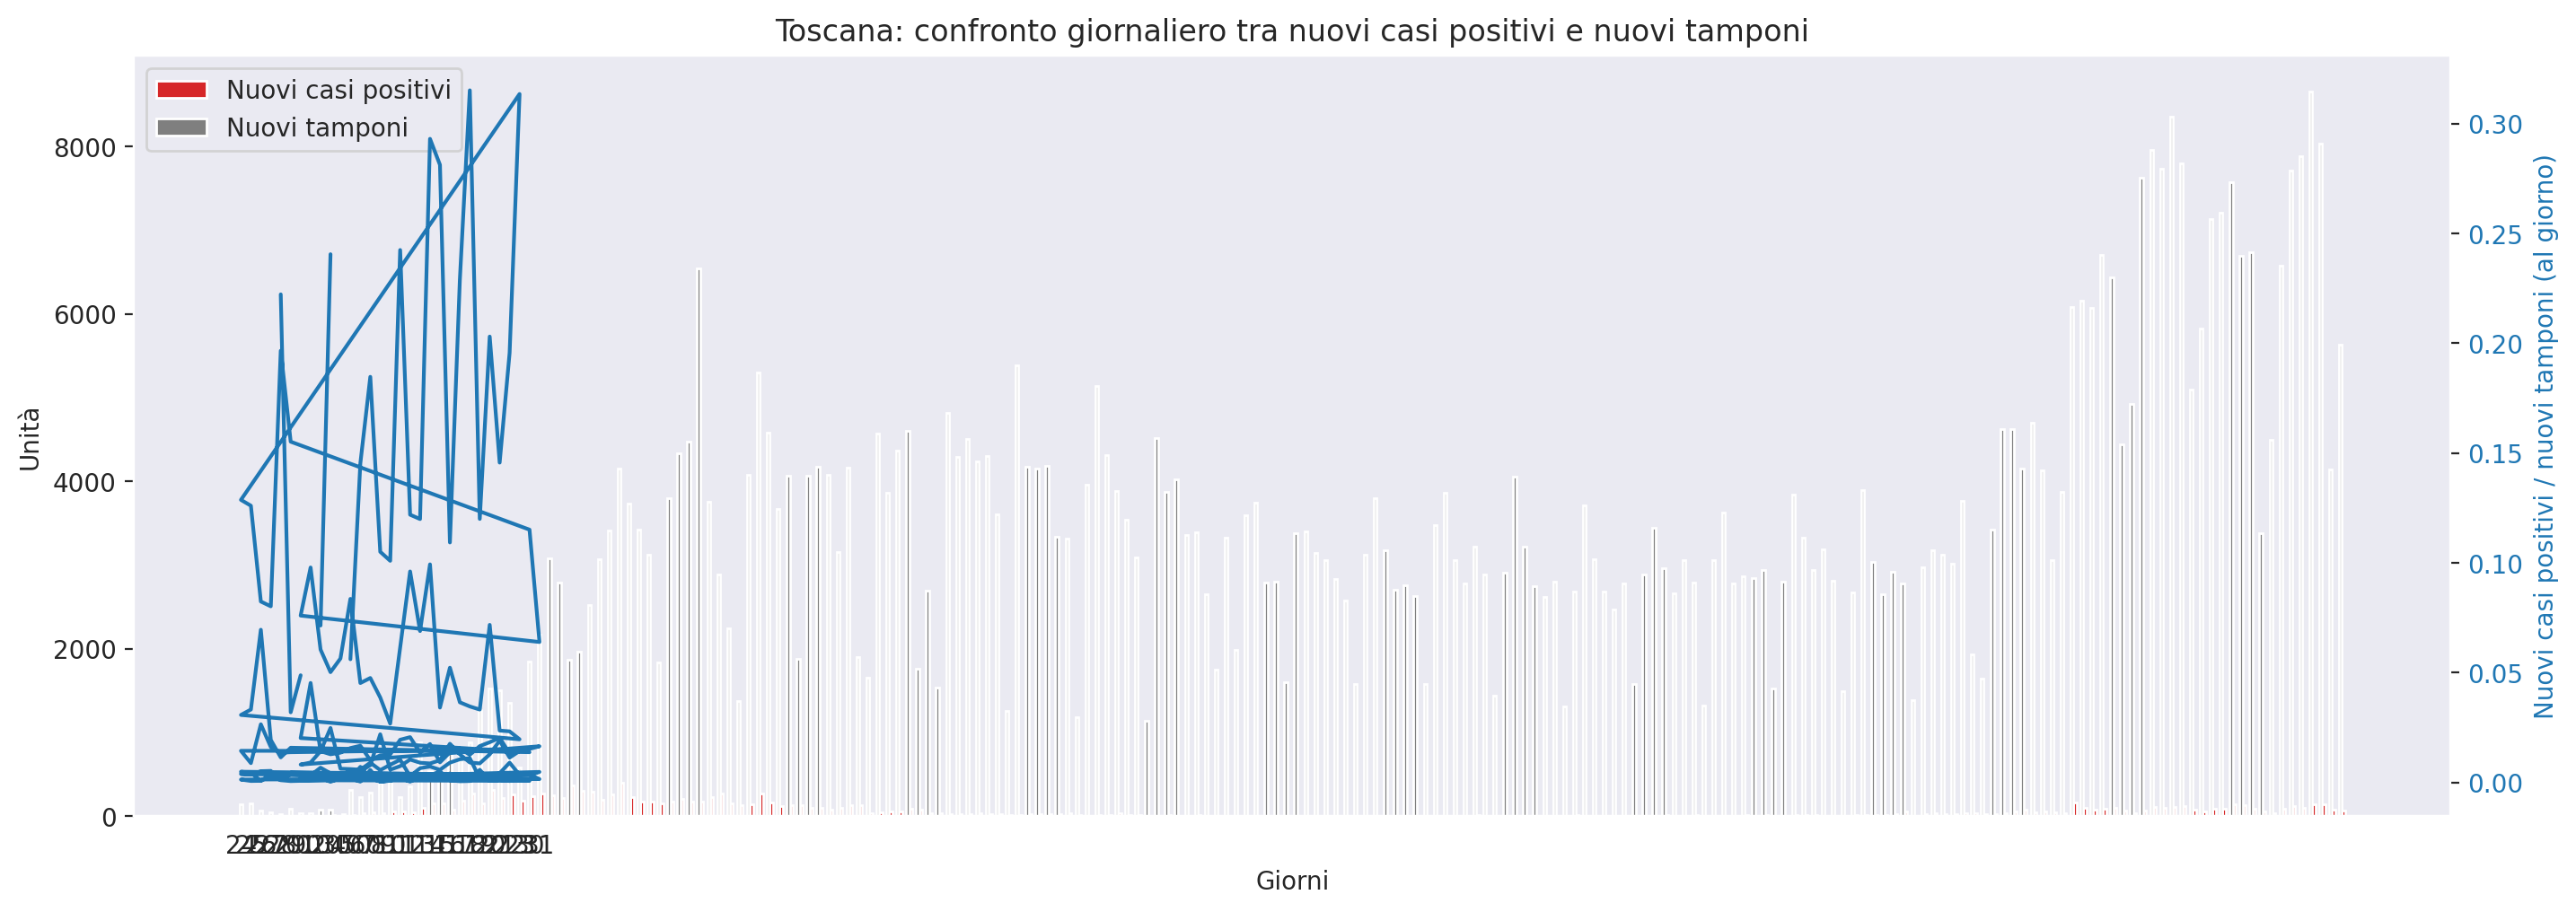 Toscana: confronto giornaliero tra nuovi casi positivi e nuovi tamponi
Nuovi casi positivi
Nuovi tamponi
Unità
8000
6000
4000
2000
0
0.30
0.25
0.20
0.15
0.10
0.05
0.00
Nuovi casi positivi / nuovi tamponi (al giorno)
Giorni